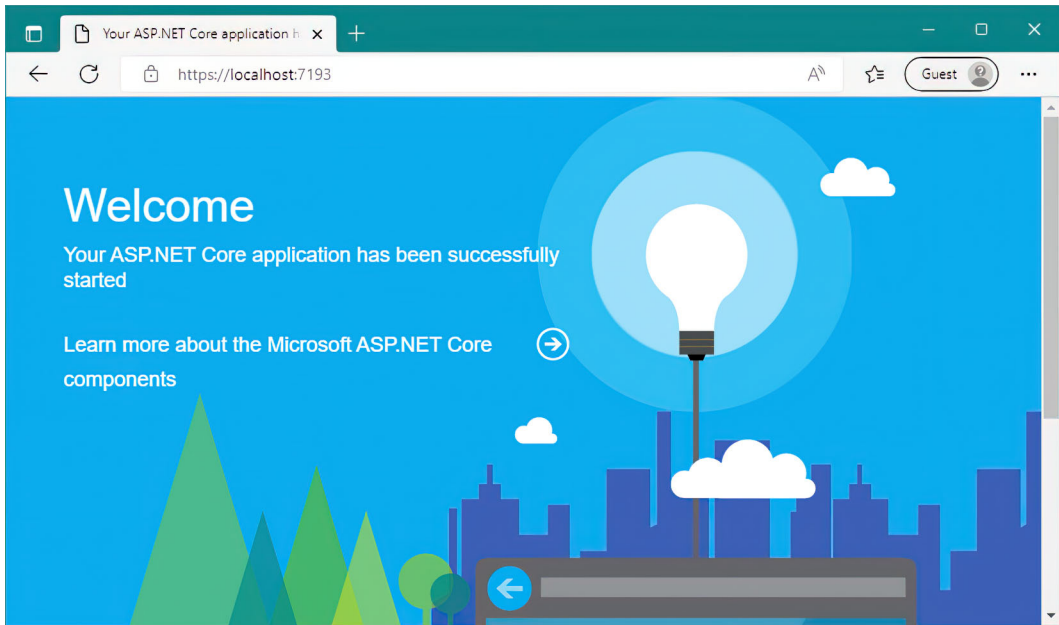 Your ASP.NET Core application h
https://localhost:7193
Guest
Welcome
Your ASP.NET Core application has been successfully
started
Learn more about the Microsoft ASP.NET Core
components